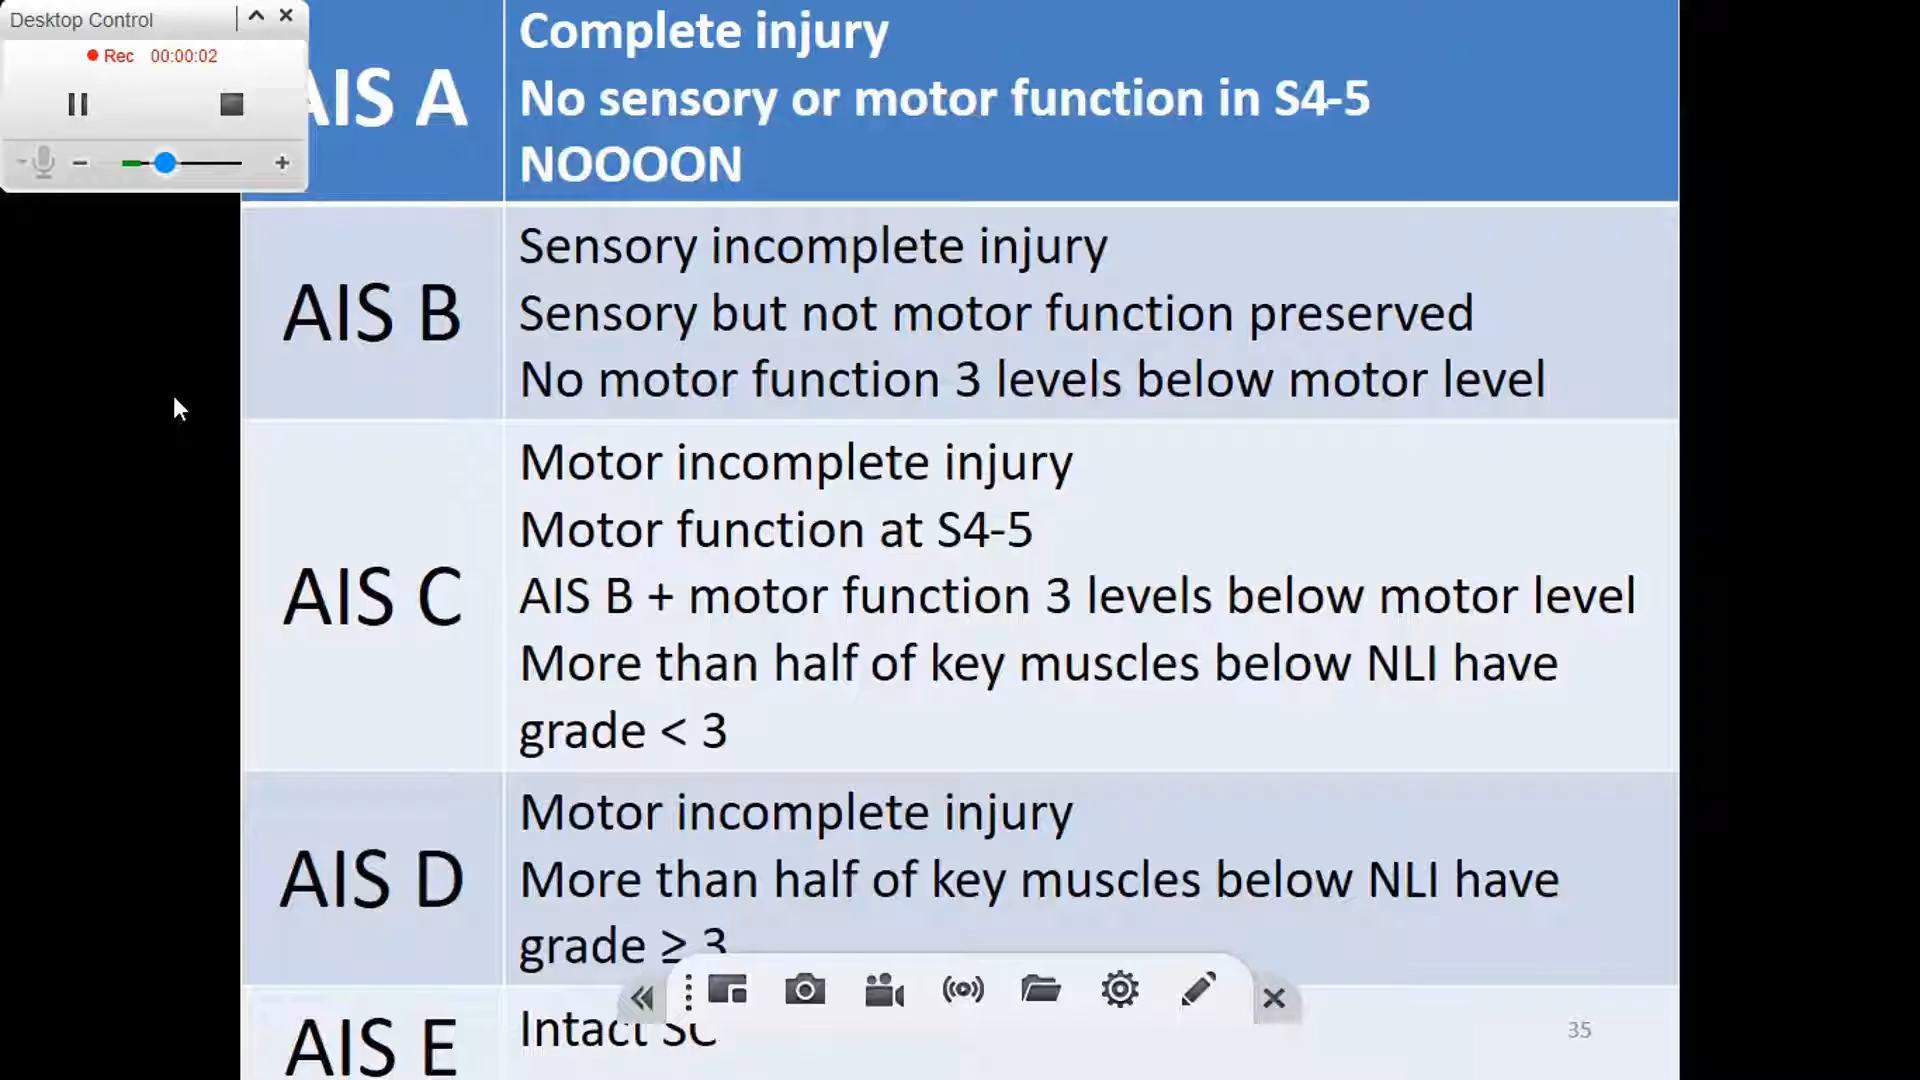 Desktop Control
Rec 00:00:02
AIS A
Complete injury
No sensory or motor function in S4-5
NOOOON
AIS B
Sensory incomplete injury
Sensory but not motor function preserved
No motor function 3 levels below motor level
AIS C
Motor incomplete injury
Motor function at S4-5
AIS B + motor function 3 levels below motor level
More than half of key muscles below NLI have
grade < 3
AIS D
Motor incomplete injury
More than half of key muscles below NLI have
grade ≥ 3
AIS E
Intact SC
35